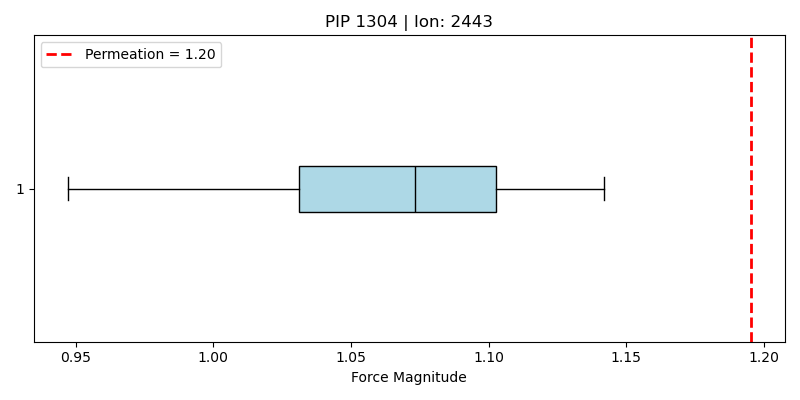 PIP 1304 | Ion: 2443
Permeation = 1.20
1
0.95 1.00 1.05 1.10 1.15 1.20
Force Magnitude